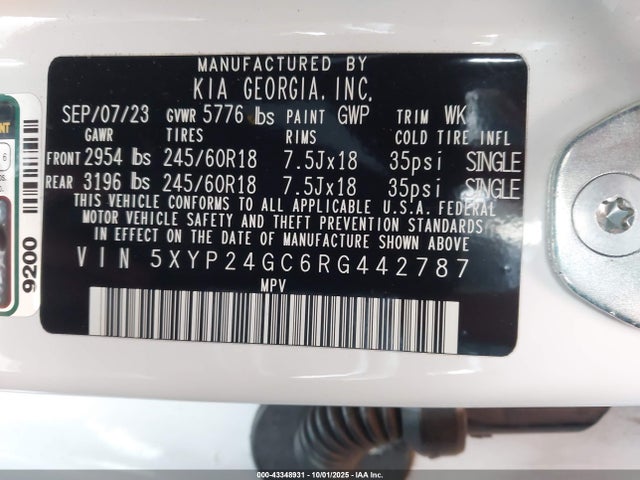 MANUFACTURED BY
KIA GEORGIA, INC.
SEP/07/23 GVWR 5776 lbs PAINT GWP TRIM WK
GAWR TIRES RIMS COLD TIRE INFL
FRONT 2954 lbs 245/60R18 7.5Jx18 35psi SINGLE
REAR 3196 lbs 245/60R18 7.5Jx18 35psi SINGLE
THIS VEHICLE CONFORMS TO ALL APPLICABLE U.S.A. FEDERAL
MOTOR VEHICLE SAFETY AND THEFT PREVENTION STANDARDS
IN EFFECT ON THE DATE OF MANUFACTURE SHOWN ABOVE
VIN 5XYP24GC6RG442787
MPV
9200
000-43348931 - 10/01/2025 - IAA Inc.